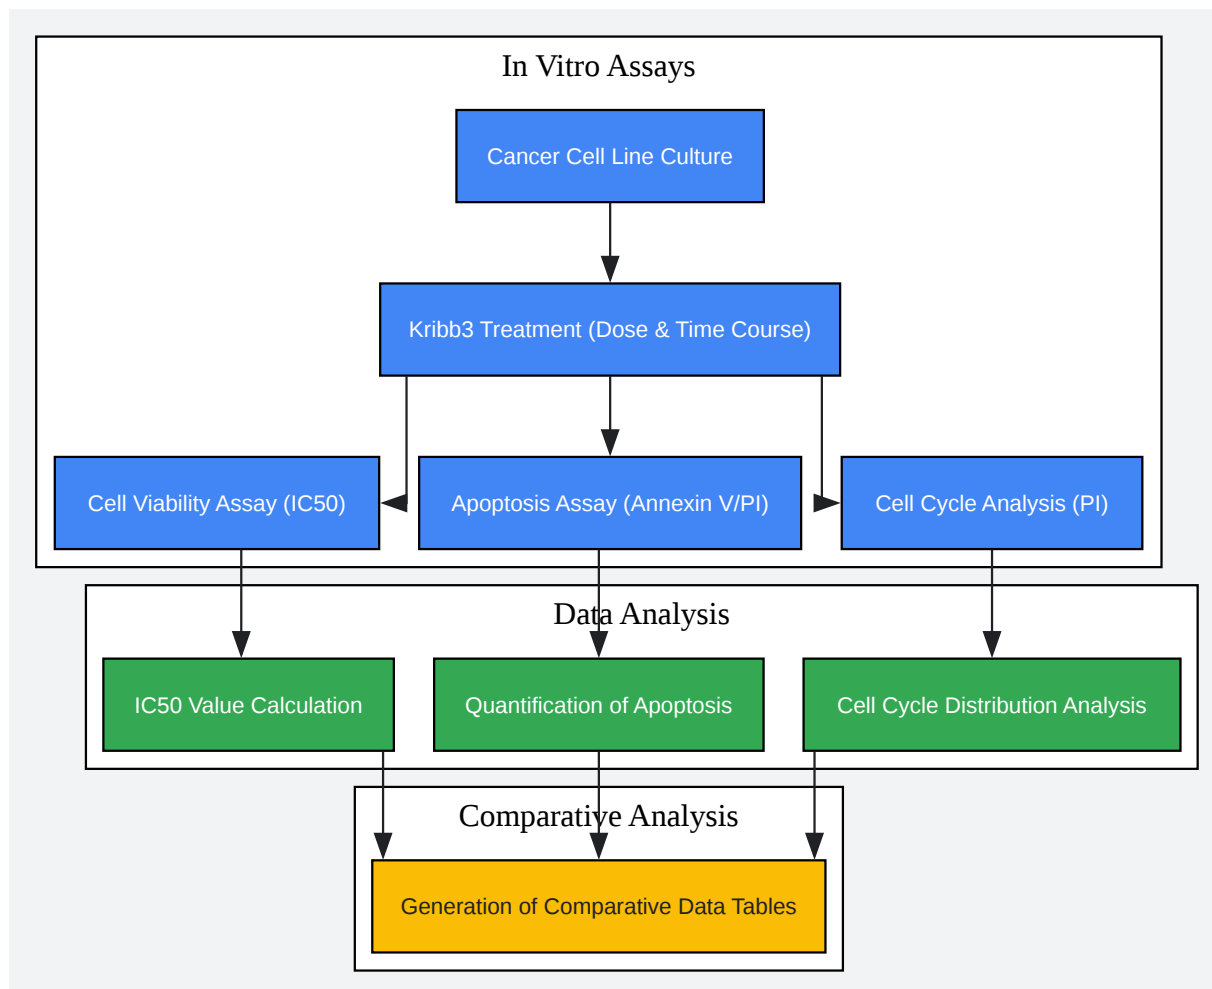 In Vitro Assays
Cancer Cell Line Culture
Kribb3 Treatment (Dose & Time Course)
Cell Viability Assay (IC50)
Apoptosis Assay (Annexin V/PI)
Cell Cycle Analysis (PI)
Data Analysis
IC50 Value Calculation
Quantification of Apoptosis
Cell Cycle Distribution Analysis
Comparative Analysis
Generation of Comparative Data Tables